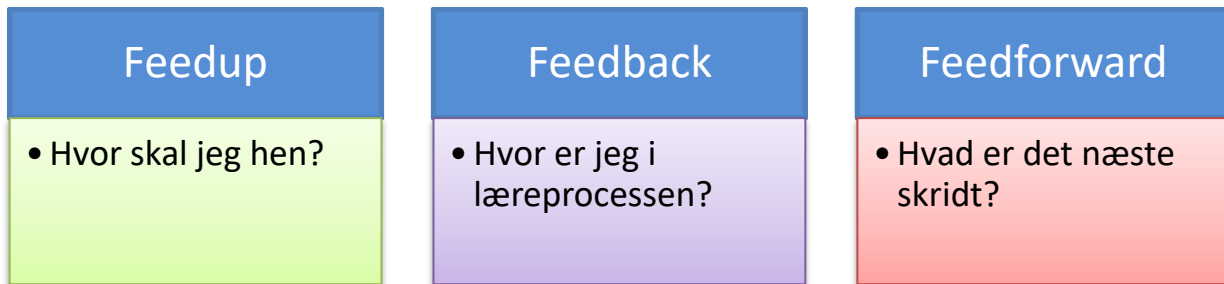 Feedup
• Hvor skal jeg hen?
Feedback
• Hvor er jeg i
læreprocessen?
Feedforward
• Hvad er det næste
skridt?